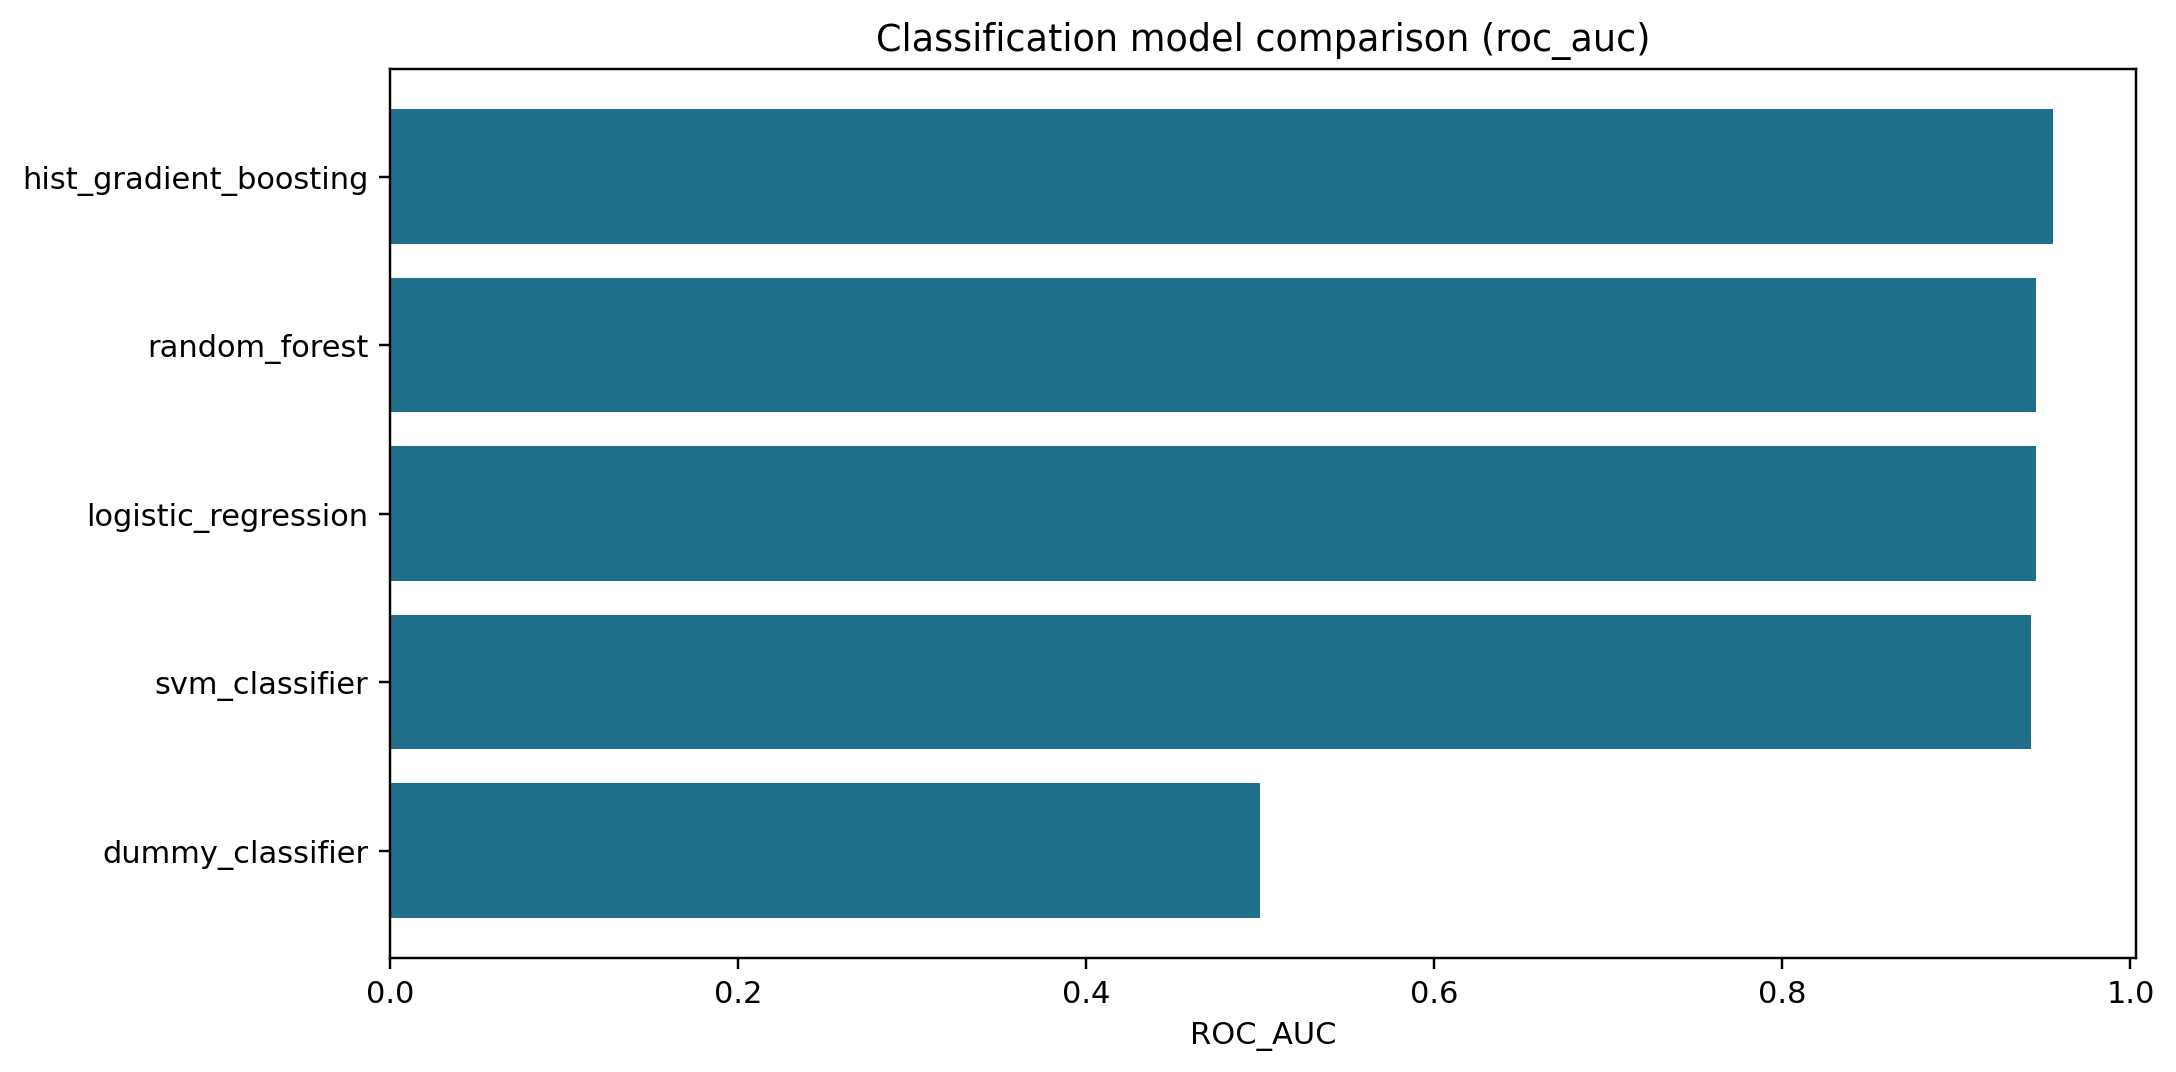 Classification model comparison (roc_auc)
hist_gradient_boosting
random_forest
logistic_regression
svm_classifier
dummy_classifier
0.0 0.2 0.4 0.6 0.8 1.0
ROC_AUC